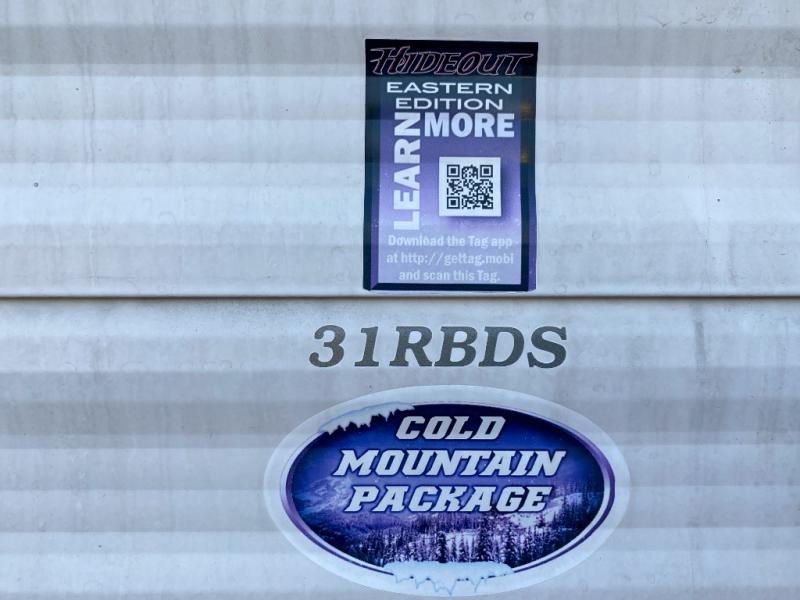 HIDEOUT
EASTERN
EDITION
LEARN MORE
Download the Tag app
at http://gettag.mobi
and scan this Tag.
31RBDS
COLD
MOUNTAIN
PACKAGE